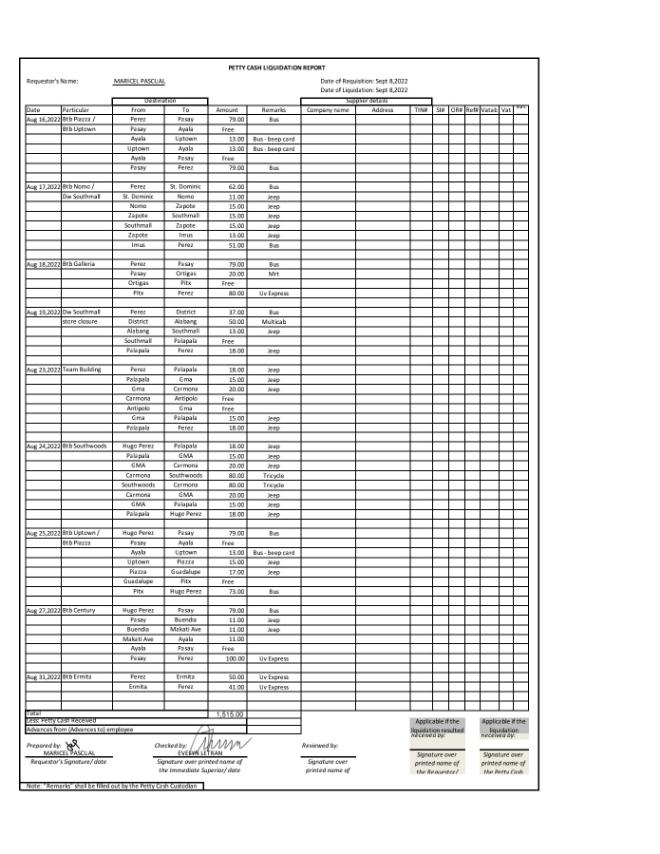 PETTY CASH LIQUIDATION REPORT
Requestor's Name: MARICEL PASCUAL Date of Requisition: Sept 8,2022
Date of Liquidation: Sept 8,2022
Destination Supplier details
Date Particular From To Amount Remarks Company name Address TIN# SI# OR# Ref# Vatab Vat
Aug 16,2022 Btb Piazza / Perez Pasay 79.00 Bus
Btb Uptown Pasay Ayala Free
Ayala Uptown 13.00 Bus - beep card
Uptown Ayala 13.00 Bus - beep card
Ayala Pasay Free
Pasay Perez 79.00 Bus
Aug 17,2022 Btb Nomo / Perez St. Dominic 62.00 Bus
Dw Southmall St. Dominic Nomo 11.00 Jeep
Nomo Zapote 15.00 Jeep
Zapote Southmall 15.00 Jeep
Southmall Zapote 15.00 Jeep
Zapote Imus 13.00 Jeep
Imus Perez 51.00 Bus
Aug 18,2022 Btb Galleria Perez Pasay 79.00 Bus
Pasay Ortigas 20.00 Mrt
Ortigas Pitx Free
Pitx Perez 80.00 Uv Express
Aug 19,2022 Dw Southmall Perez District 37.00 Bus
store closure District Alabang 50.00 Multicab
Alabang Southmall 13.00 Jeep
Southmall Palapala Free
Palapala Perez 18.00 Jeep
Aug 23,2022 Team Building Perez Palapala 18.00 Jeep
Palapala Gma 15.00 Jeep
Gma Carmona 20.00 Jeep
Carmona Antipolo Free
Antipolo Gma Free
Gma Palapala 15.00 Jeep
Palapala Perez 18.00 Jeep
Aug 24,2022 Btb Southwoods Hugo Perez Palapala 18.00 Jeep
Palapala GMA 15.00 Jeep
GMA Carmona 20.00 Jeep
Carmona Southwoods 80.00 Tricycle
Southwoods Carmona 80.00 Tricycle
Carmona GMA 20.00 Jeep
GMA Palapala 15.00 Jeep
Palapala Hugo Perez 18.00 Jeep
Aug 25,2022 Btb Uptown / Hugo Perez Pasay 79.00 Bus
Btb Piazza Pasay Ayala Free
Ayala Uptown 13.00 Bus - beep card
Uptown Piazza 15.00 Jeep
Piazza Guadalupe 17.00 Jeep
Guadalupe Pitx Free
Pitx Hugo Perez 73.00 Bus
Aug 27,2022 Btb Century Hugo Perez Pasay 79.00 Bus
Pasay Buendia 11.00 Jeep
Buendia Makati Ave 11.00 Jeep
Makati Ave Ayala 11.00
Ayala Pasay Free
Pasay Perez 100.00 Uv Express
Aug 31,2022 Btb Ermita Perez Ermita 50.00 Uv Express
Ermita Perez 41.00 Uv Express
Total 1,515.00
Less: Petty Cash Received Applicable if the Applicable if the
Advances from (Advances to) employee liquidation resulted liquidation
Received by: Received by:
Prepared by: Checked by: Reviewed by:
MARICEL PASCUAL EVELYN LETRAN Signature over Signature over
Requestor's Signature/ date Signature over printed name of Signature over printed name of printed name of
the Immediate Superior/ date printed name of the Requestor/ the Petty Cash
Note: "Remarks" shall be filled out by the Petty Cash Custodian